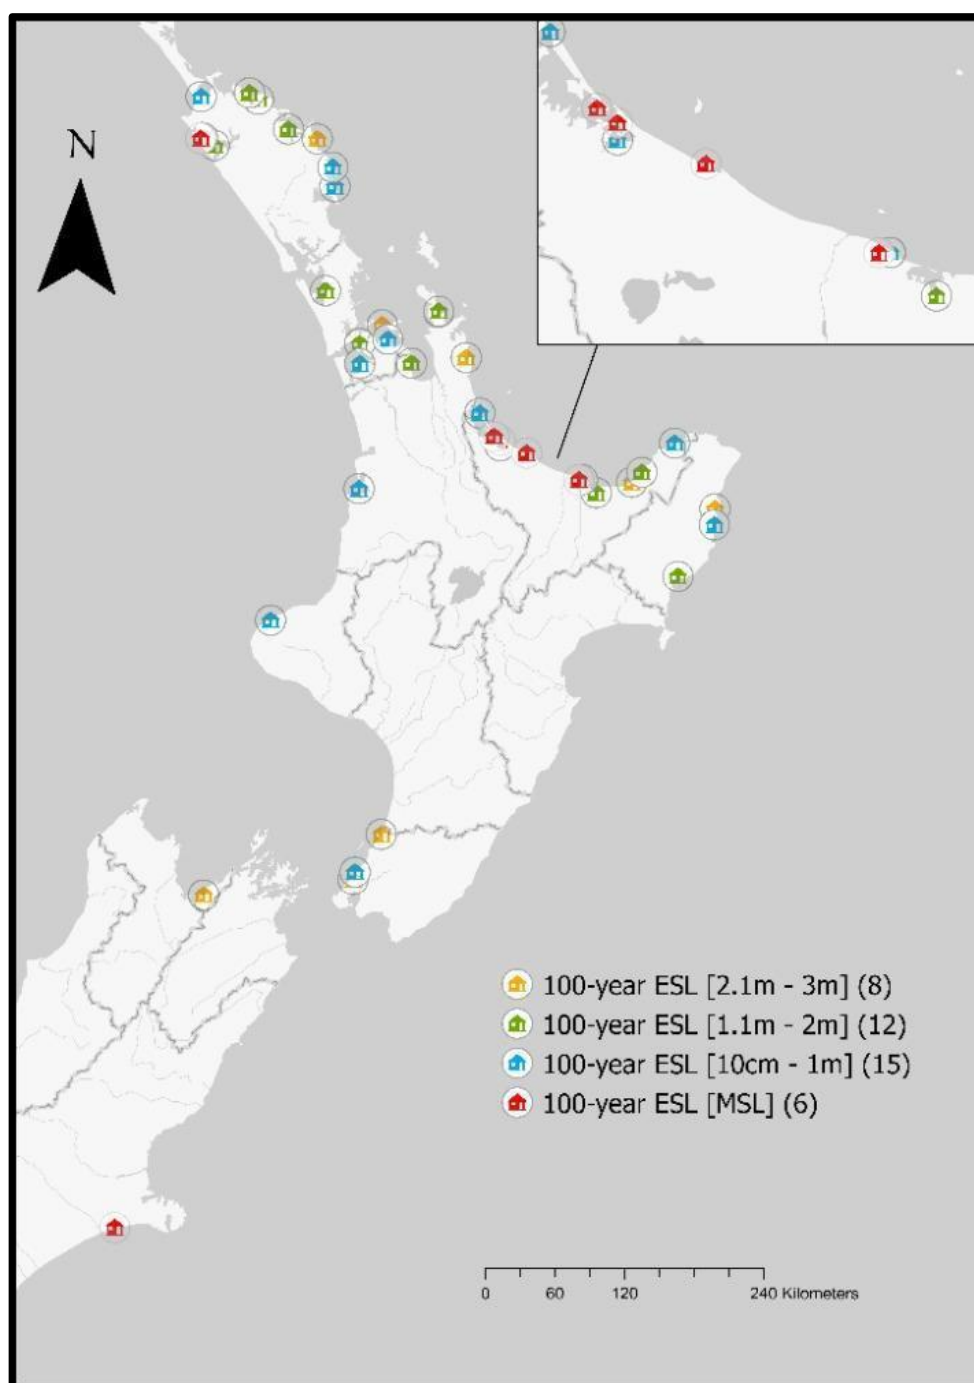 N
100-year ESL [2.1m - 3m] (8)
100-year ESL [1.1m - 2m] (12)
100-year ESL [10cm - 1m] (15)
100-year ESL [MSL] (6)
0 60 120 240 Kilometers